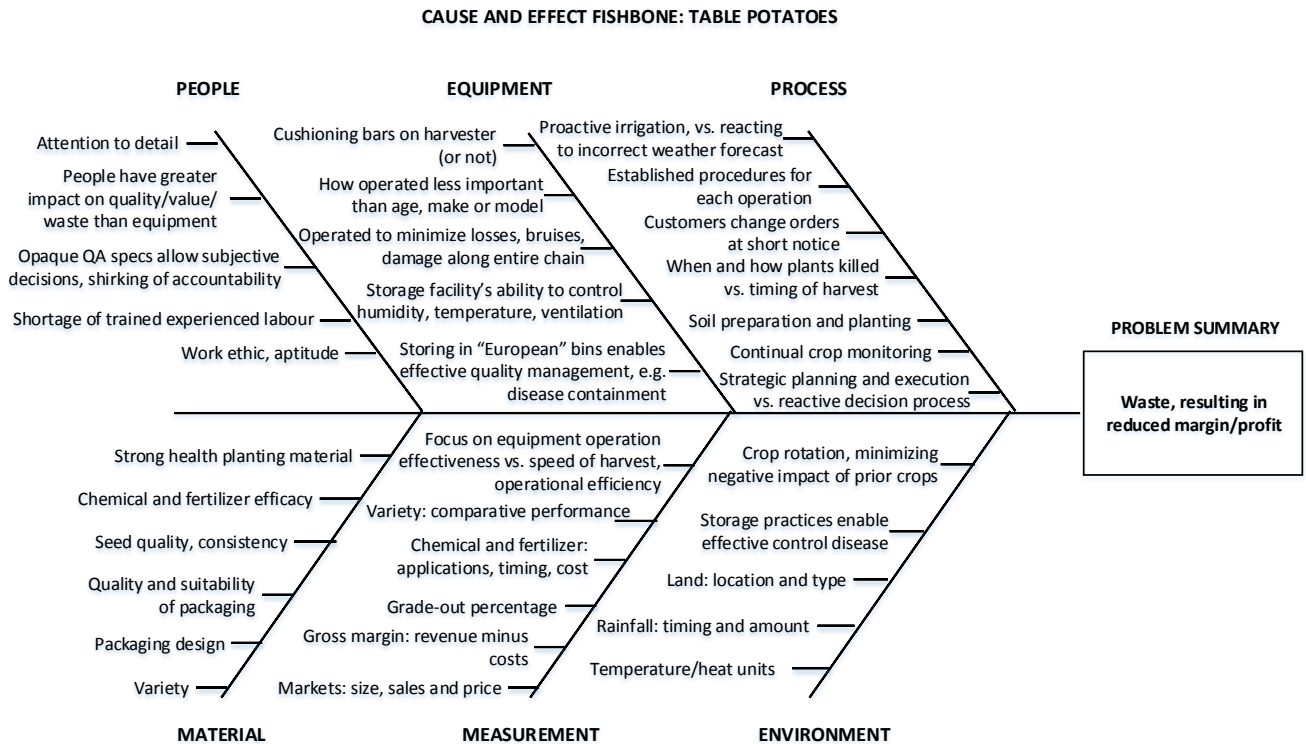 CAUSE AND EFFECT FISHBONE: TABLE POTATOES
PEOPLE
Attention to detail
People have greater
impact on quality/value/
waste than equipment
Opaque QA specs allow subjective
decisions, shirking of accountability
Shortage of trained experienced labour
Work ethic, aptitude
EQUIPMENT
Cushioning bars on harvester
(or not)
How operated less important
than age, make or model
Operated to minimize losses, bruises,
damage along entire chain
Storage facility's ability to control
humidity, temperature, ventilation
Storing in “European” bins enables
effective quality management, e.g.
disease containment
PROCESS
Proactive irrigation, vs. reacting
to incorrect weather forecast
Established procedures for
each operation
Customers change orders
at short notice
When and how plants killed
vs. timing of harvest
Soil preparation and planting
Continual crop monitoring
Strategic planning and execution
vs. reactive decision process
PROBLEM SUMMARY
Waste, resulting in
reduced margin/profit
Strong health planting material
Chemical and fertilizer efficacy
Seed quality, consistency
Quality and suitability
of packaging
Packaging design
Variety
MATERIAL
Focus on equipment operation
effectiveness vs. speed of harvest,
operational efficiency
Variety: comparative performance
Chemical and fertilizer:
applications, timing, cost
Grade-out percentage
Gross margin: revenue minus
costs
Markets: size, sales and price
MEASUREMENT
Crop rotation, minimizing
negative impact of prior crops
Storage practices enable
effective control disease
Land: location and type
Rainfall: timing and amount
Temperature/heat units
ENVIRONMENT